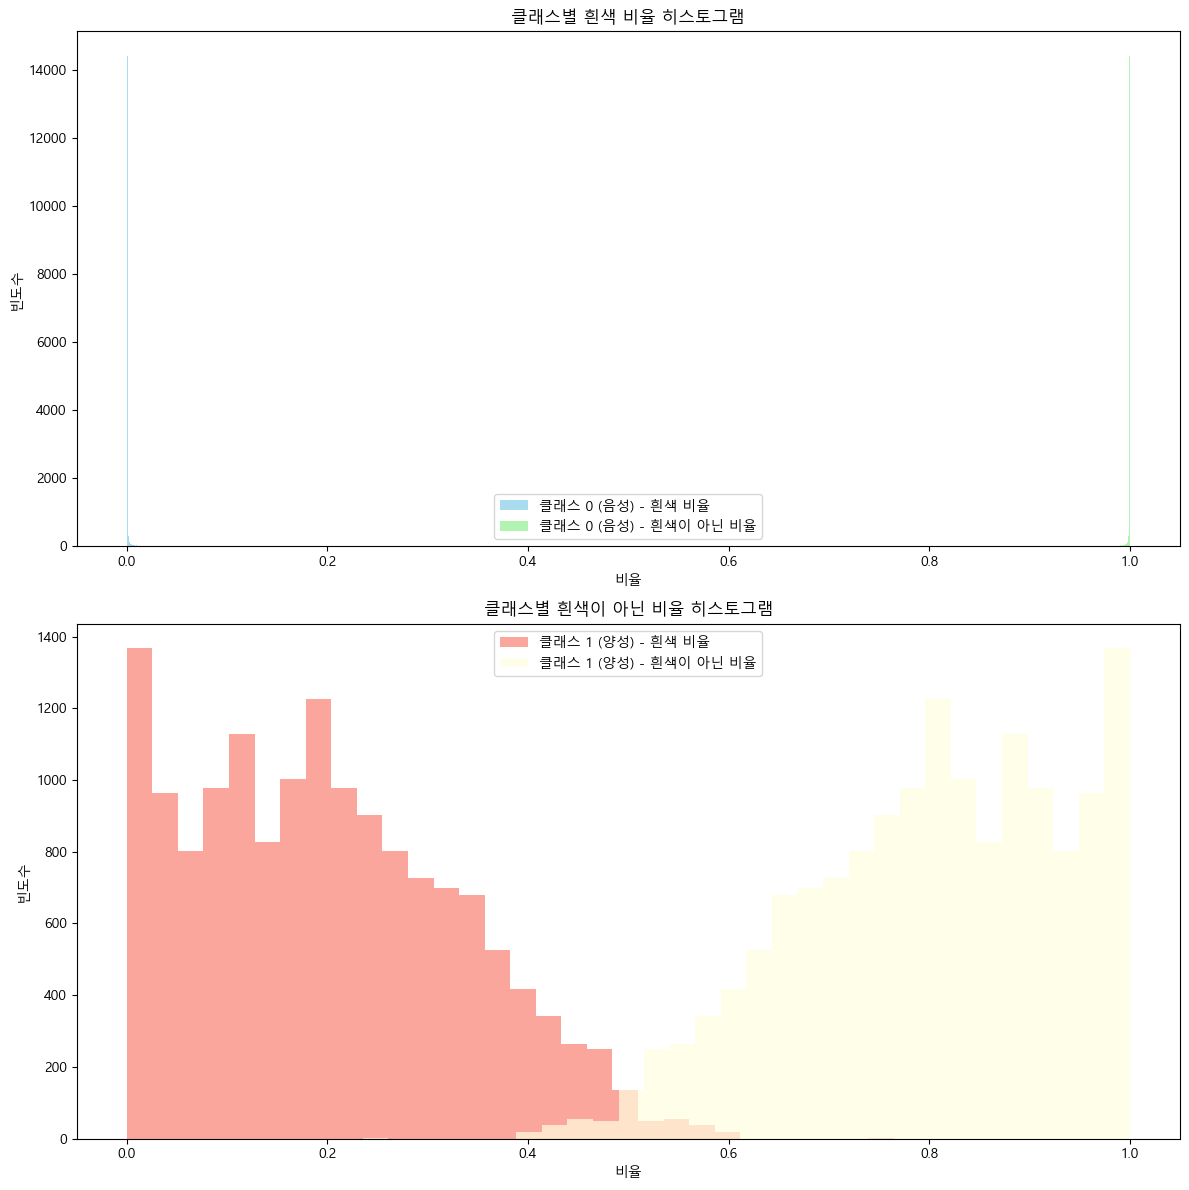 클래스별 흰색 비율 히스토그램
14000
12000
10000
8000
6000
4000
2000
0
빈도수
클래스 0 (음성) - 흰색 비율
클래스 0 (음성) - 흰색이 아닌 비율
0.0 0.2 0.4 0.6 0.8 1.0
비율
클래스별 흰색이 아닌 비율 히스토그램
1400
1200
1000
800
600
400
200
0
빈도수
클래스 1 (양성) - 흰색 비율
클래스 1 (양성) - 흰색이 아닌 비율
0.0 0.2 0.4 0.6 0.8 1.0
비율